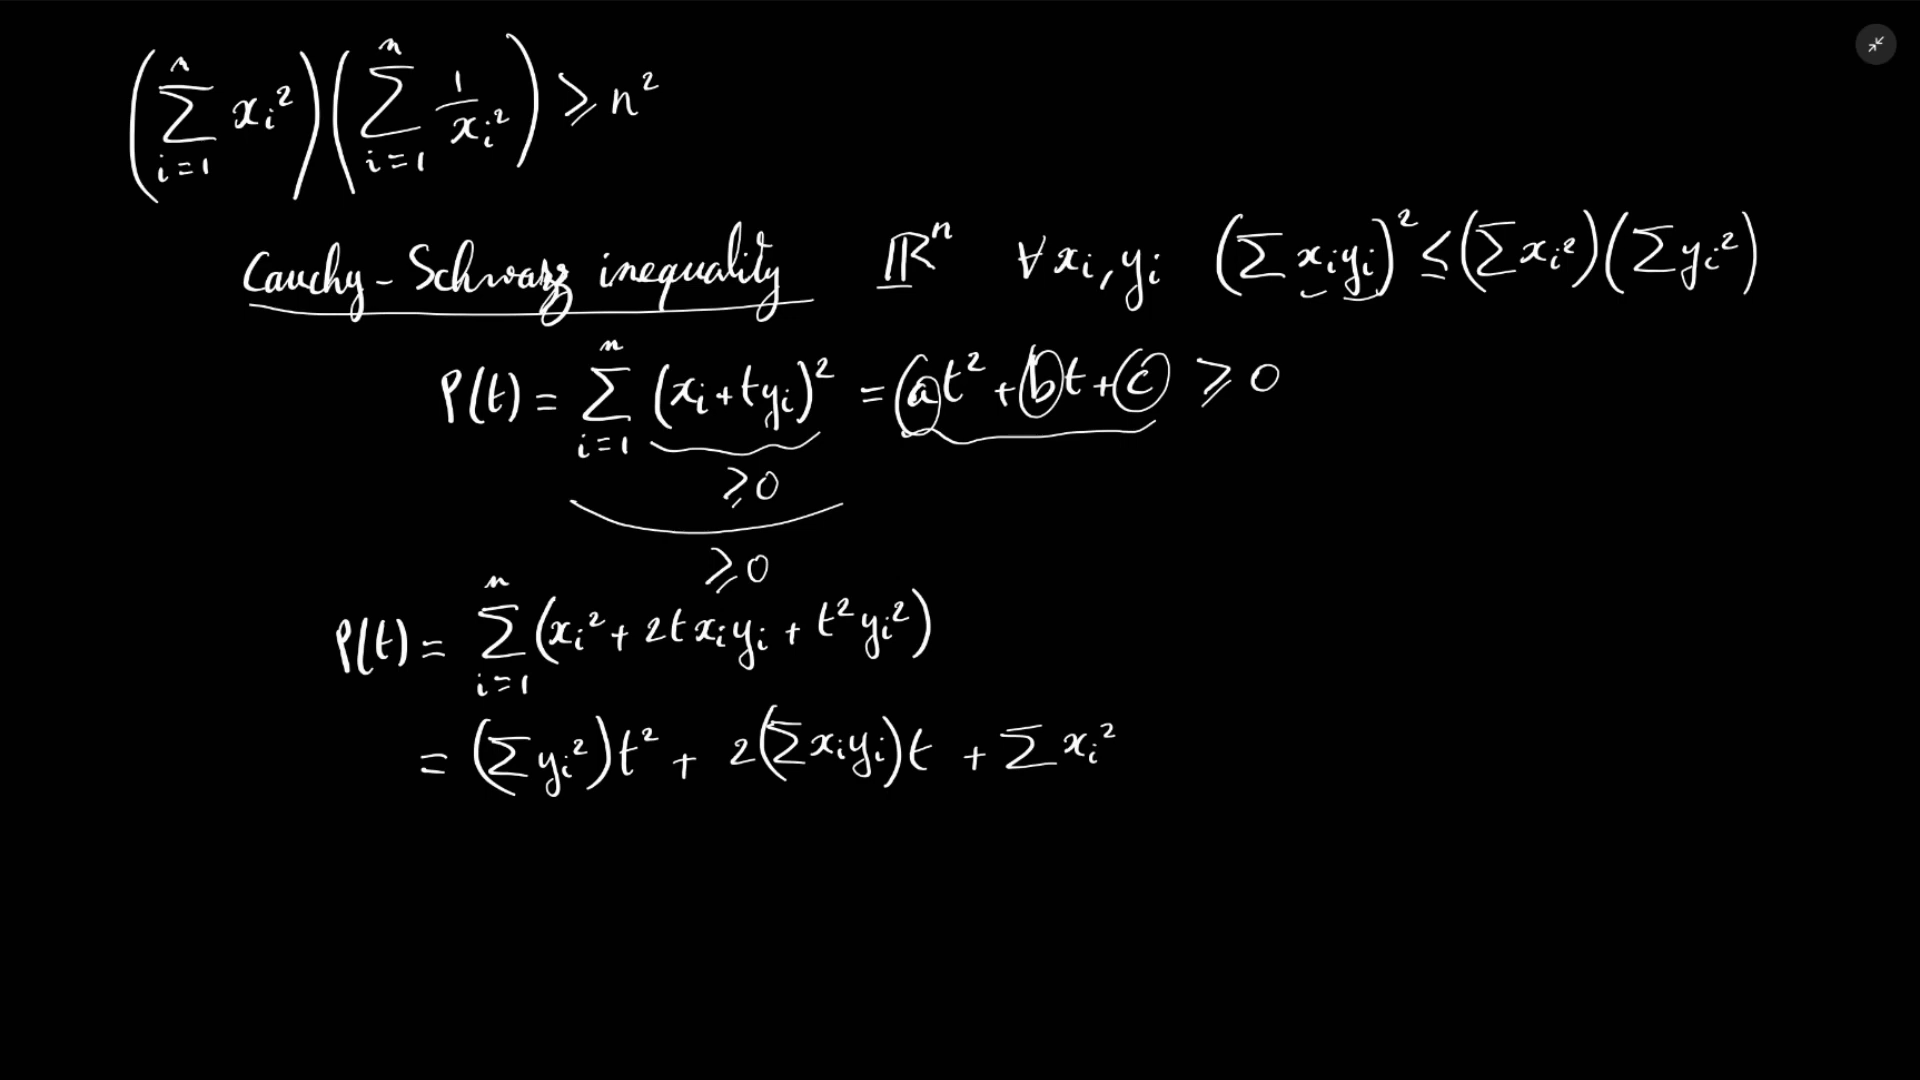 (∑_{i=1}^{n} x_i²)(∑_{i=1}^{n} 1/x_i²) ⩾ n²
Cauchy-Schwarz inequality ℝⁿ ∀x_i, y_i (∑ x_i y_i)² ≤ (∑ x_i²)(∑ y_i²)
P(t) = ∑_{i=1}^{n} (x_i + t y_i)² = at² + bt + c ⩾ 0
⩾ 0
⩾ 0
P(t) = ∑_{i=1}^{n} (x_i² + 2t x_i y_i + t² y_i²)
= (∑ y_i²)t² + 2(∑ x_i y_i)t + ∑ x_i²